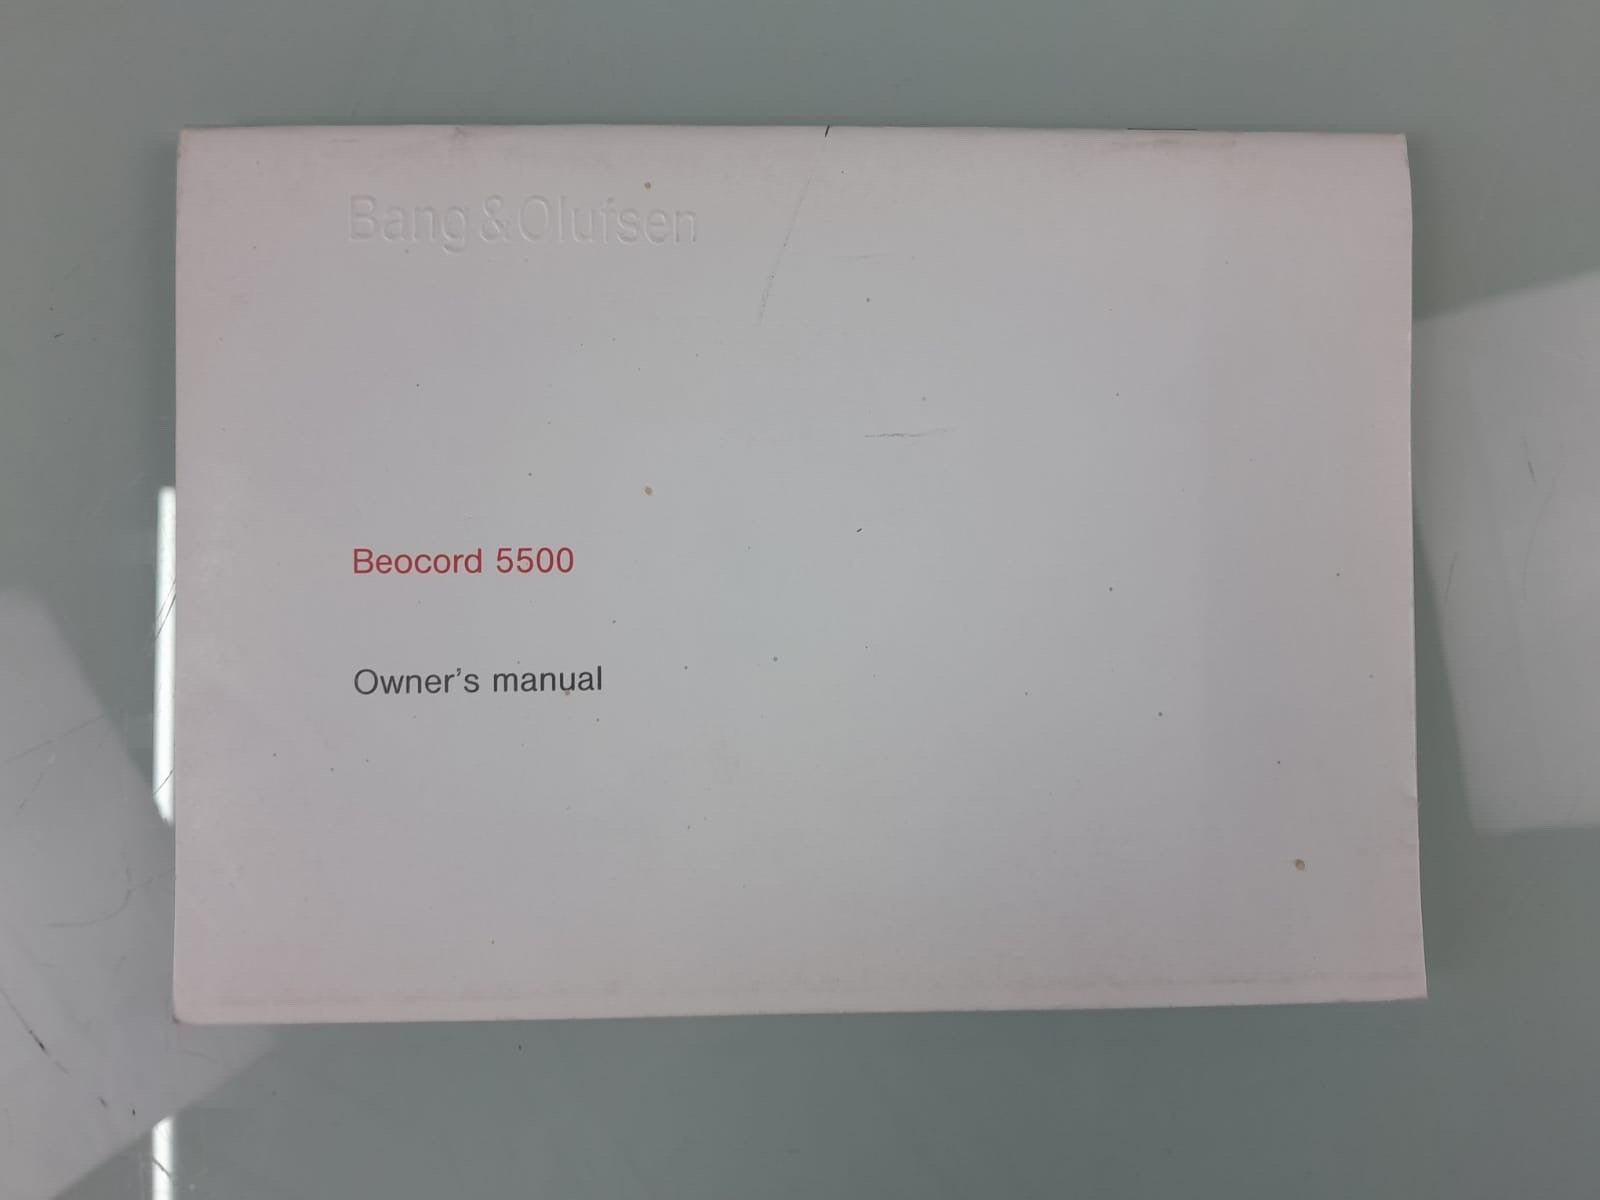 Bang & Olufsen
Beocord 5500
Owner's manual